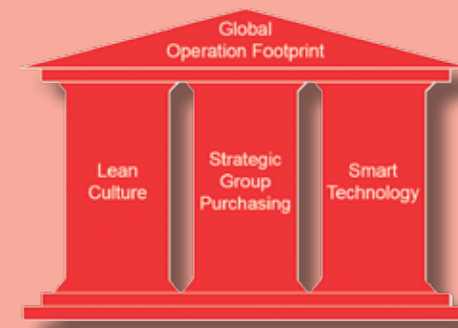 Global
Operation Footprint
Lean
Culture
Strategic
Group
Purchasing
Smart
Technology